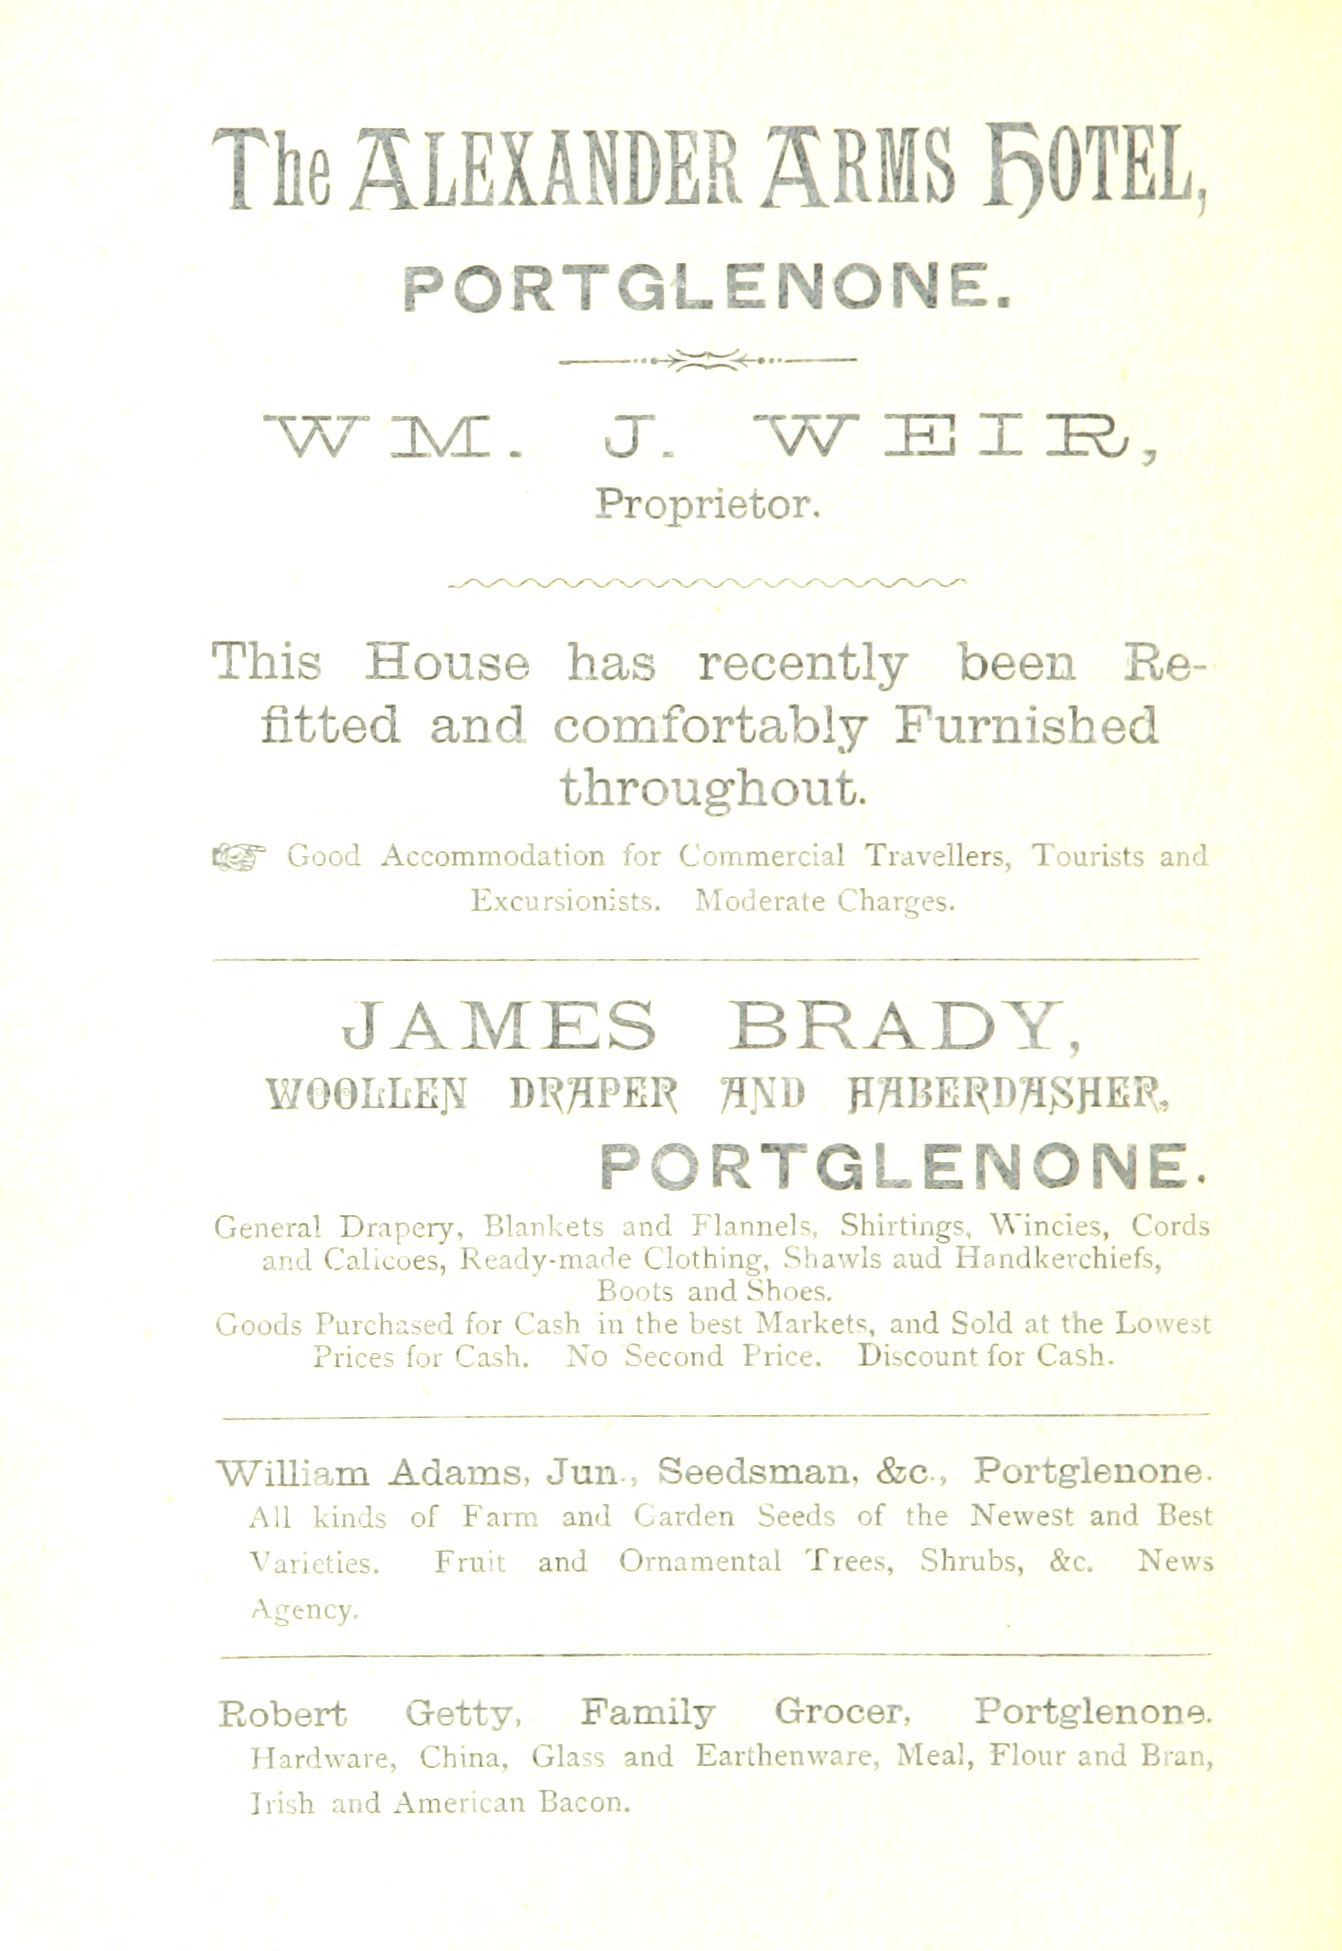 The ALEXANDER ARMS HOTEL,
PORTGLENONE.
WM. J. WEIR,
Proprietor.
This House has recently been Re-
fitted and comfortably Furnished
throughout.
☞ Good Accommodation for Commercial Travellers, Tourists and
Excursionists. Moderate Charges.
JAMES BRADY,
WOOLLEN DRAPER AND HABERDASHER,
PORTGLENONE.
General Drapery, Blankets and Flannels, Shirtings, Wincies, Cords
and Calicoes, Ready-made Clothing, Shawls aud Handkerchiefs,
Boots and Shoes.
Goods Purchased for Cash in the best Markets, and Sold at the Lowest
Prices for Cash. No Second Price. Discount for Cash.
William Adams, Jun., Seedsman, &c., Portglenone.
All kinds of Farm and Garden Seeds of the Newest and Best
Varieties. Fruit and Ornamental Trees, Shrubs, &c. News
Agency.
Robert Getty, Family Grocer, Portglenone.
Hardware, China, Glass and Earthenware, Meal, Flour and Bran,
Irish and American Bacon.